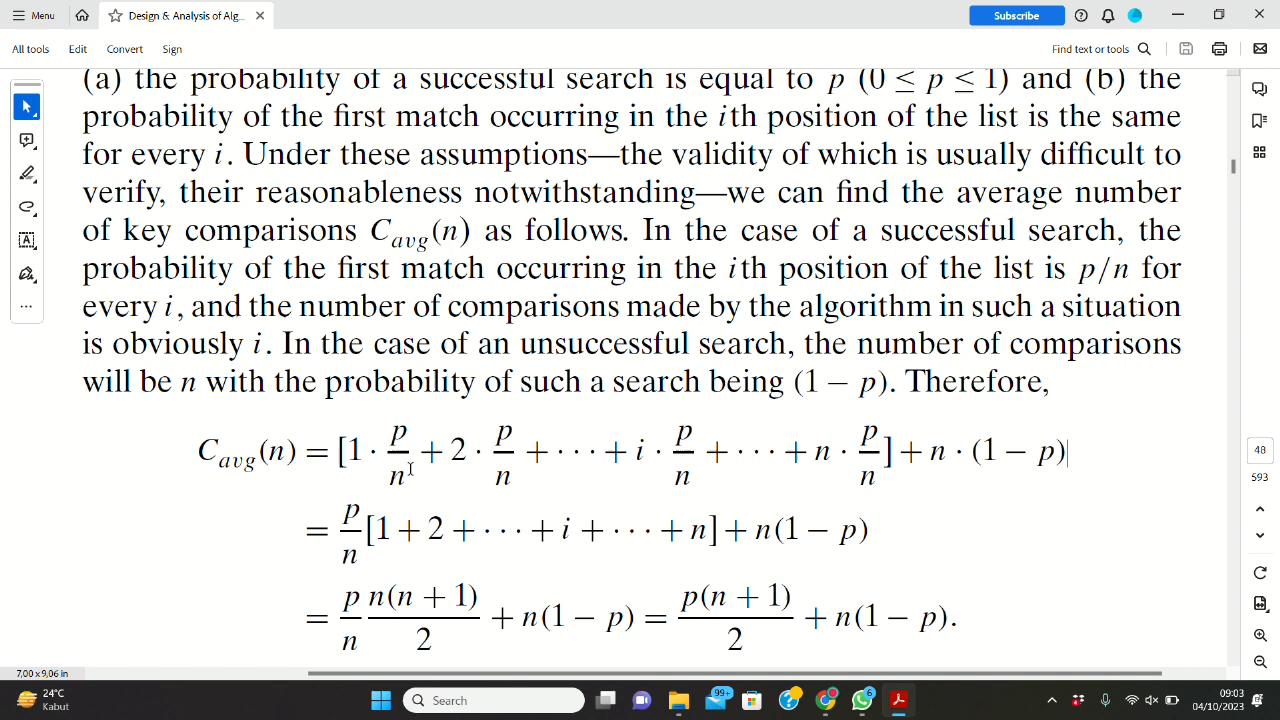 Menu
Design & Analysis of Alg...
Subscribe
All tools Edit Convert Sign
Find text or tools
(a) the probability of a successful search is equal to p (0 ≤ p ≤ 1) and (b) the
probability of the first match occurring in the ith position of the list is the same
for every i. Under these assumptions—the validity of which is usually difficult to
verify, their reasonableness notwithstanding—we can find the average number
of key comparisons C_avg(n) as follows. In the case of a successful search, the
probability of the first match occurring in the ith position of the list is p/n for
every i, and the number of comparisons made by the algorithm in such a situation
is obviously i. In the case of an unsuccessful search, the number of comparisons
will be n with the probability of such a search being (1 − p). Therefore,
C_avg(n) = [1 · p/n + 2 · p/n + · · · + i · p/n + · · · + n · p/n] + n · (1 − p)
= p/n [1 + 2 + · · · + i + · · · + n] + n(1 − p)
= p/n n(n + 1)/2 + n(1 − p) = p(n + 1)/2 + n(1 − p).
48
593
7,00 x 9,06 in
24°C
Kabut
Search
99+
6
09:03
04/10/2023